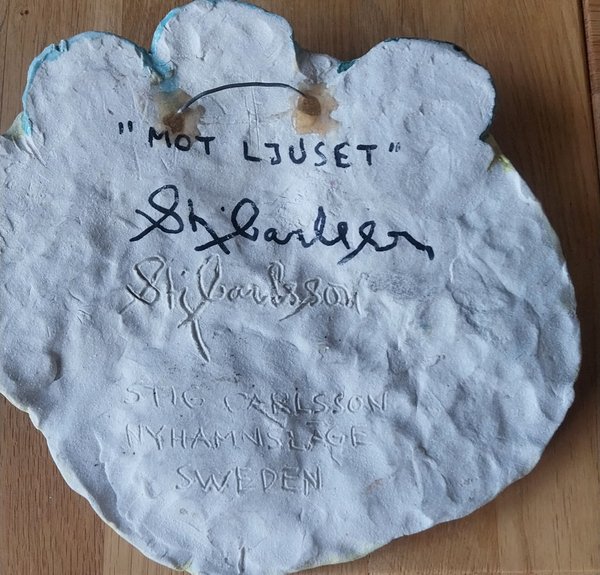 "MOT LJUSET"
Stig Carlsson
Stig Carlsson
STIG CARLSSON
NYHAMNSLÄGE
SWEDEN